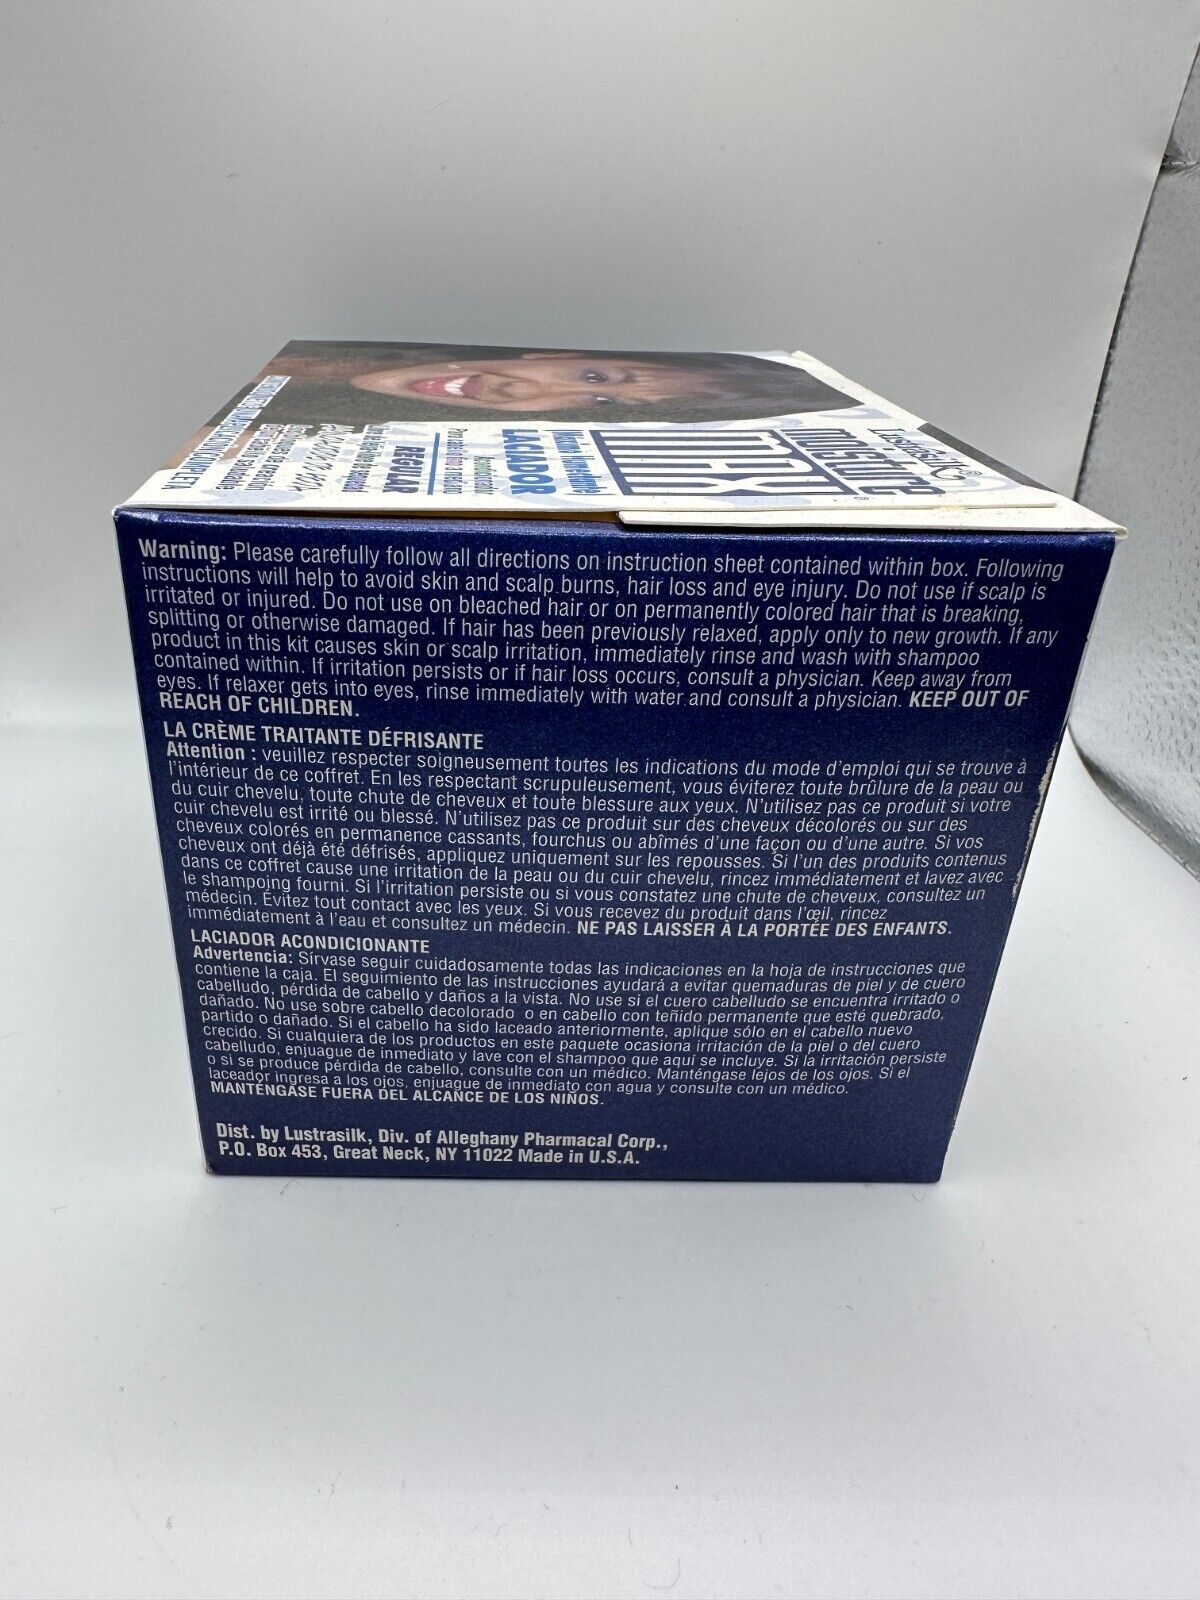 Lustrasilk®
moisture
max®
LACIADOR
Acondicionador
REGULAR
Warning: Please carefully follow all directions on instruction sheet contained within box. Following
instructions will help to avoid skin and scalp burns, hair loss and eye injury. Do not use if scalp is
irritated or injured. Do not use on bleached hair or on permanently colored hair that is breaking,
splitting or otherwise damaged. If hair has been previously relaxed, apply only to new growth. If any
product in this kit causes skin or scalp irritation, immediately rinse and wash with shampoo
contained within. If irritation persists or if hair loss occurs, consult a physician. Keep away from
eyes. If relaxer gets into eyes, rinse immediately with water and consult a physician. KEEP OUT OF
REACH OF CHILDREN.
LA CRÈME TRAITANTE DÉFRISANTE
Attention : veuillez respecter soigneusement toutes les indications du mode d'emploi qui se trouve à
l'intérieur de ce coffret. En les respectant scrupuleusement, vous éviterez toute brûlure de la peau ou
du cuir chevelu, toute chute de cheveux et toute blessure aux yeux. N'utilisez pas ce produit si votre
cuir chevelu est irrité ou blessé. N'utilisez pas ce produit sur des cheveux décolorés ou sur des
cheveux colorés en permanence cassants, fourchus ou abîmés d'une façon ou d'une autre. Si vos
cheveux ont déjà été défrisés, appliquez uniquement sur les repousses. Si l'un des produits contenus
dans ce coffret cause une irritation de la peau ou du cuir chevelu, rincez immédiatement et lavez avec
le shampoing fourni. Si l'irritation persiste ou si vous constatez une chute de cheveux, consultez un
médecin. Évitez tout contact avec les yeux. Si vous recevez du produit dans l'œil, rincez
immédiatement à l'eau et consultez un médecin. NE PAS LAISSER À LA PORTÉE DES ENFANTS.
LACIADOR ACONDICIONANTE
Advertencia: Sírvase seguir cuidadosamente todas las indicaciones en la hoja de instrucciones que
contiene la caja. El seguimiento de las instrucciones ayudará a evitar quemaduras de piel y de cuero
cabelludo, pérdida de cabello y daños a la vista. No use si el cuero cabelludo se encuentra irritado o
dañado. No use sobre cabello decolorado o en cabello con teñido permanente que esté quebrado,
partido o dañado. Si el cabello ha sido laceado anteriormente, aplique sólo en el cabello nuevo
crecido. Si cualquiera de los productos en este paquete ocasiona irritación de la piel o del cuero
cabelludo, enjuague de inmediato y lave con el shampoo que aquí se incluye. Si la irritación persiste
o si se produce pérdida de cabello, consulte con un médico. Manténgase lejos de los ojos. Si el
laceador ingresa a los ojos, enjuague de inmediato con agua y consulte con un médico.
MANTÉNGASE FUERA DEL ALCANCE DE LOS NIÑOS.
Dist. by Lustrasilk, Div. of Alleghany Pharmacal Corp.,
P.O. Box 453, Great Neck, NY 11022 Made in U.S.A.